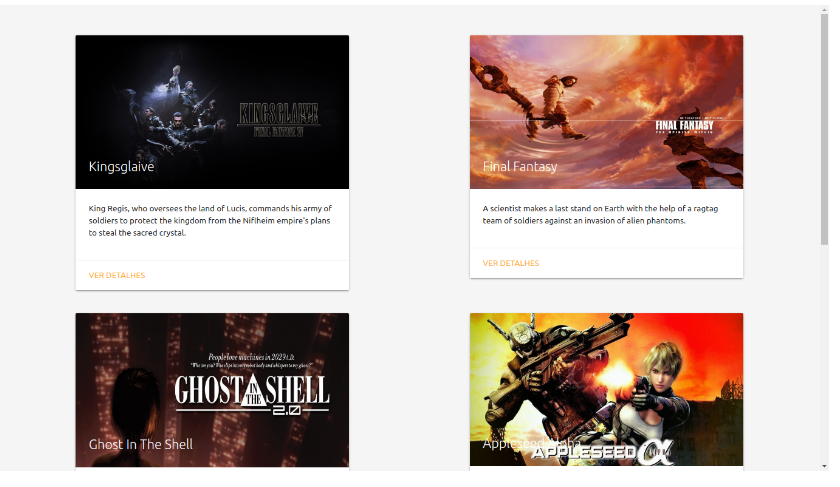 KINGSGLAIVE
FINAL FANTASY XV
Kingsglaive
King Regis, who oversees the land of Lucis, commands his army of
soldiers to protect the kingdom from the Niflheim empire's plans
to steal the sacred crystal.
VER DETALHES
FINAL FANTASY
THE SPIRITS WITHIN
Final Fantasy
A scientist makes a last stand on Earth with the help of a ragtag
team of soldiers against an invasion of alien phantoms.
VER DETALHES
People love machines in 2029 A.D.
GHOST IN THE SHELL
2.0
Ghost In The Shell
Appleseed Alpha
APPLESEED α